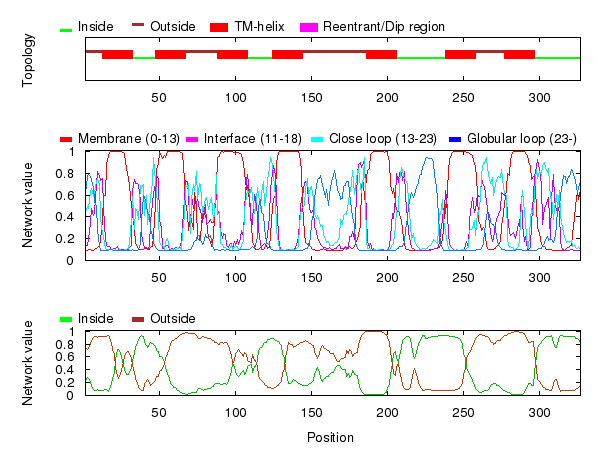 Inside Outside TM-helix Reentrant/Dip region
Topology
50 100 150 200 250 300
Membrane (0-13) Interface (11-18) Close loop (13-23) Globular loop (23-)
Network value
1
0.8
0.6
0.4
0.2
0
50 100 150 200 250 300
Inside Outside
Network value
1
0.8
0.6
0.4
0.2
0
50 100 150 200 250 300
Position